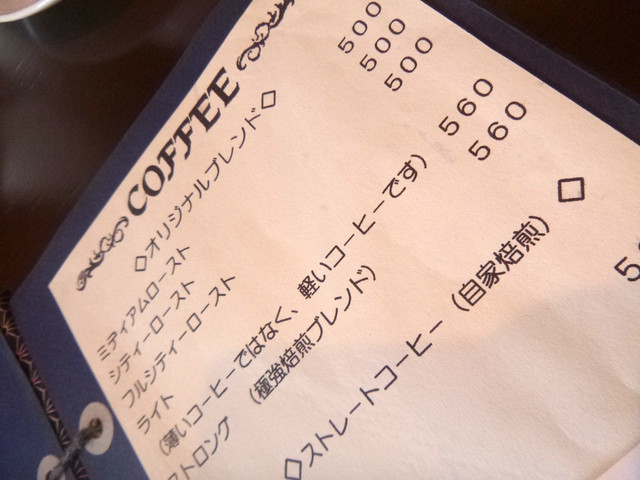 COFFEE
◇オリジナルブレンド◇
ミディアムロースト 500
シティーロースト 500
フルシティーロースト 500
ライト 560
(薄いコーヒーではなく、軽いコーヒーです)
ストロンケ (極強焙煎ブレンド) 560
◇ストレートコーヒー(自家焙煎)◇